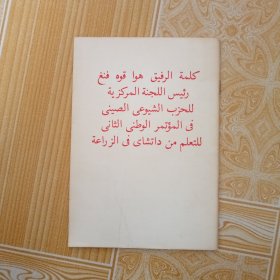 كلمة الرفيق هوا قوه فنغ
رئيس اللجنة المركزية
للحزب الشيوعى الصينى
فى المؤتمر الوطنى الثانى
للتعلم من داتشاى فى الزراعة